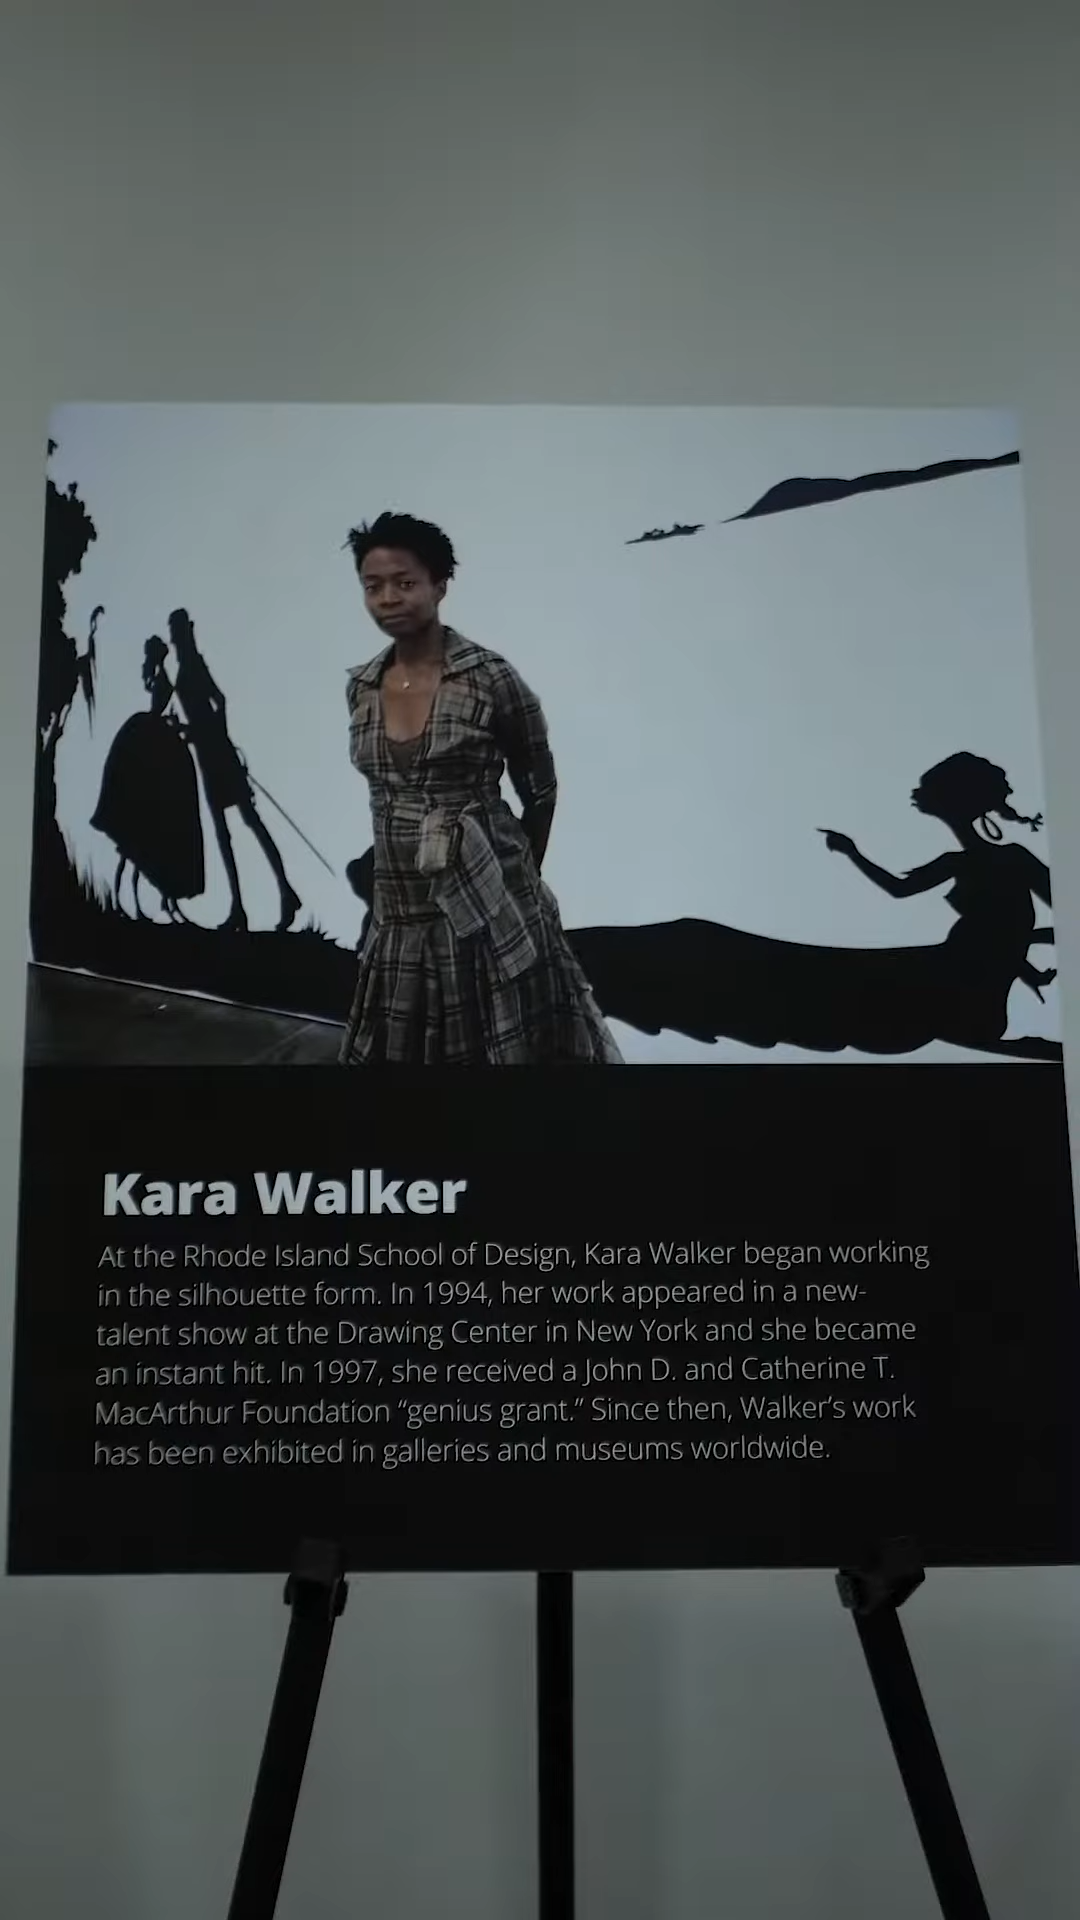 Kara Walker
At the Rhode Island School of Design, Kara Walker began working
in the silhouette form. In 1994, her work appeared in a new-
talent show at the Drawing Center in New York and she became
an instant hit. In 1997, she received a John D. and Catherine T.
MacArthur Foundation “genius grant.” Since then, Walker’s work
has been exhibited in galleries and museums worldwide.